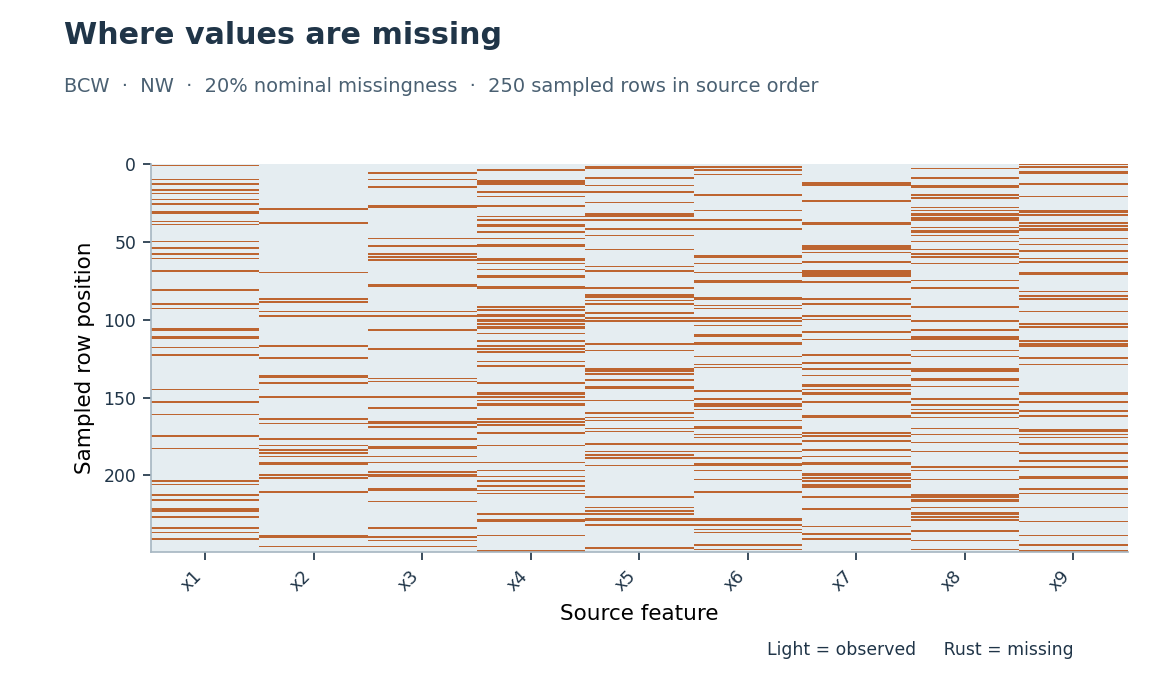 Where values are missing
BCW · NW · 20% nominal missingness · 250 sampled rows in source order
0
50
100
150
200
Sampled row position
x1 x2 x3 x4 x5 x6 x7 x8 x9
Source feature
Light = observed Rust = missing